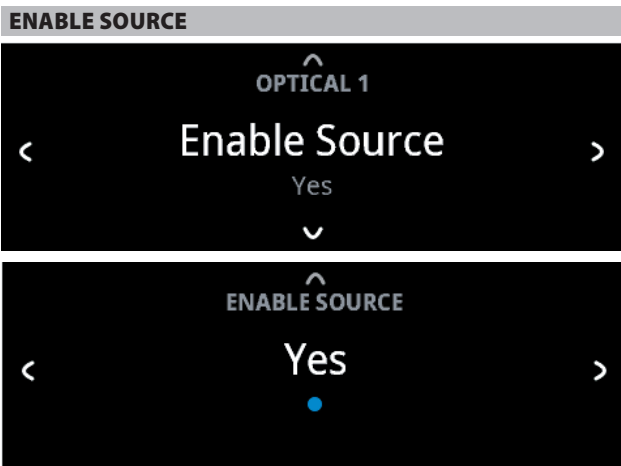 ENABLE SOURCE
OPTICAL 1
Enable Source
Yes
ENABLE SOURCE
Yes